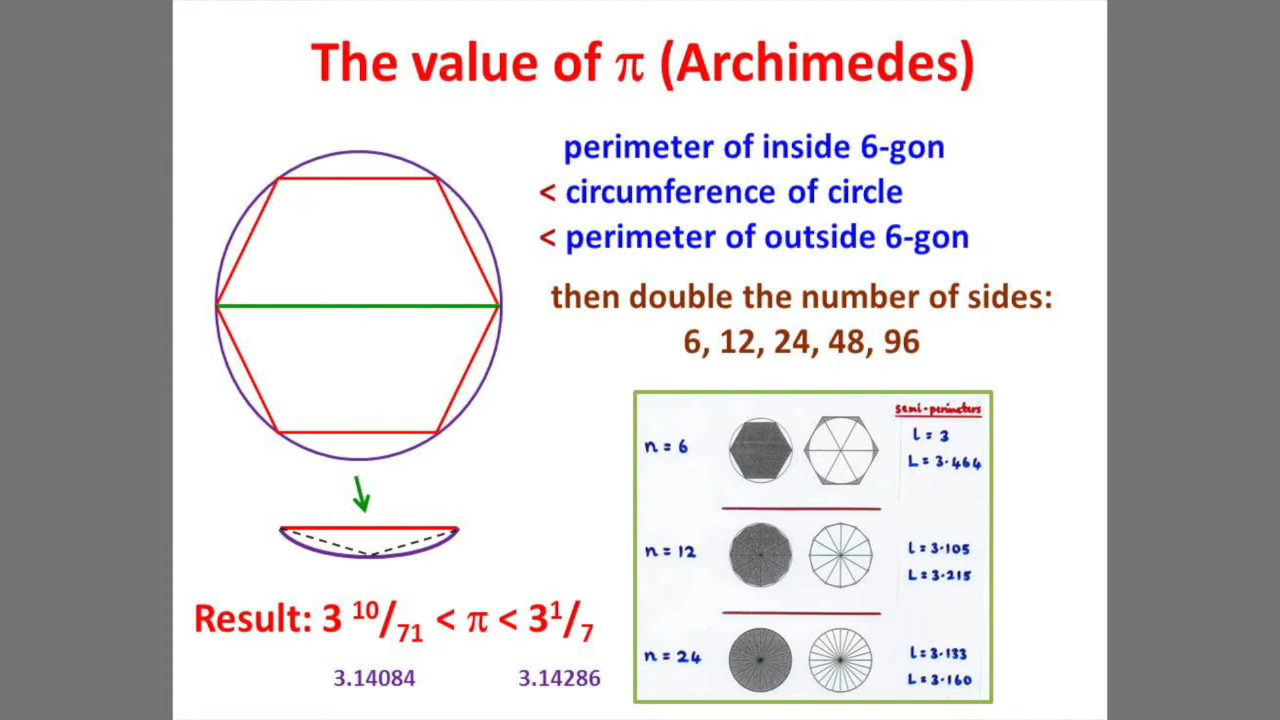 The value of π (Archimedes)
perimeter of inside 6-gon
< circumference of circle
< perimeter of outside 6-gon
then double the number of sides:
6, 12, 24, 48, 96
semi-perimeters
n = 6
l = 3
L = 3.464
n = 12
l = 3.105
L = 3.215
n = 24
l = 3.133
L = 3.160
Result: 3 10/71 < π < 3 1/7
3.14084 3.14286